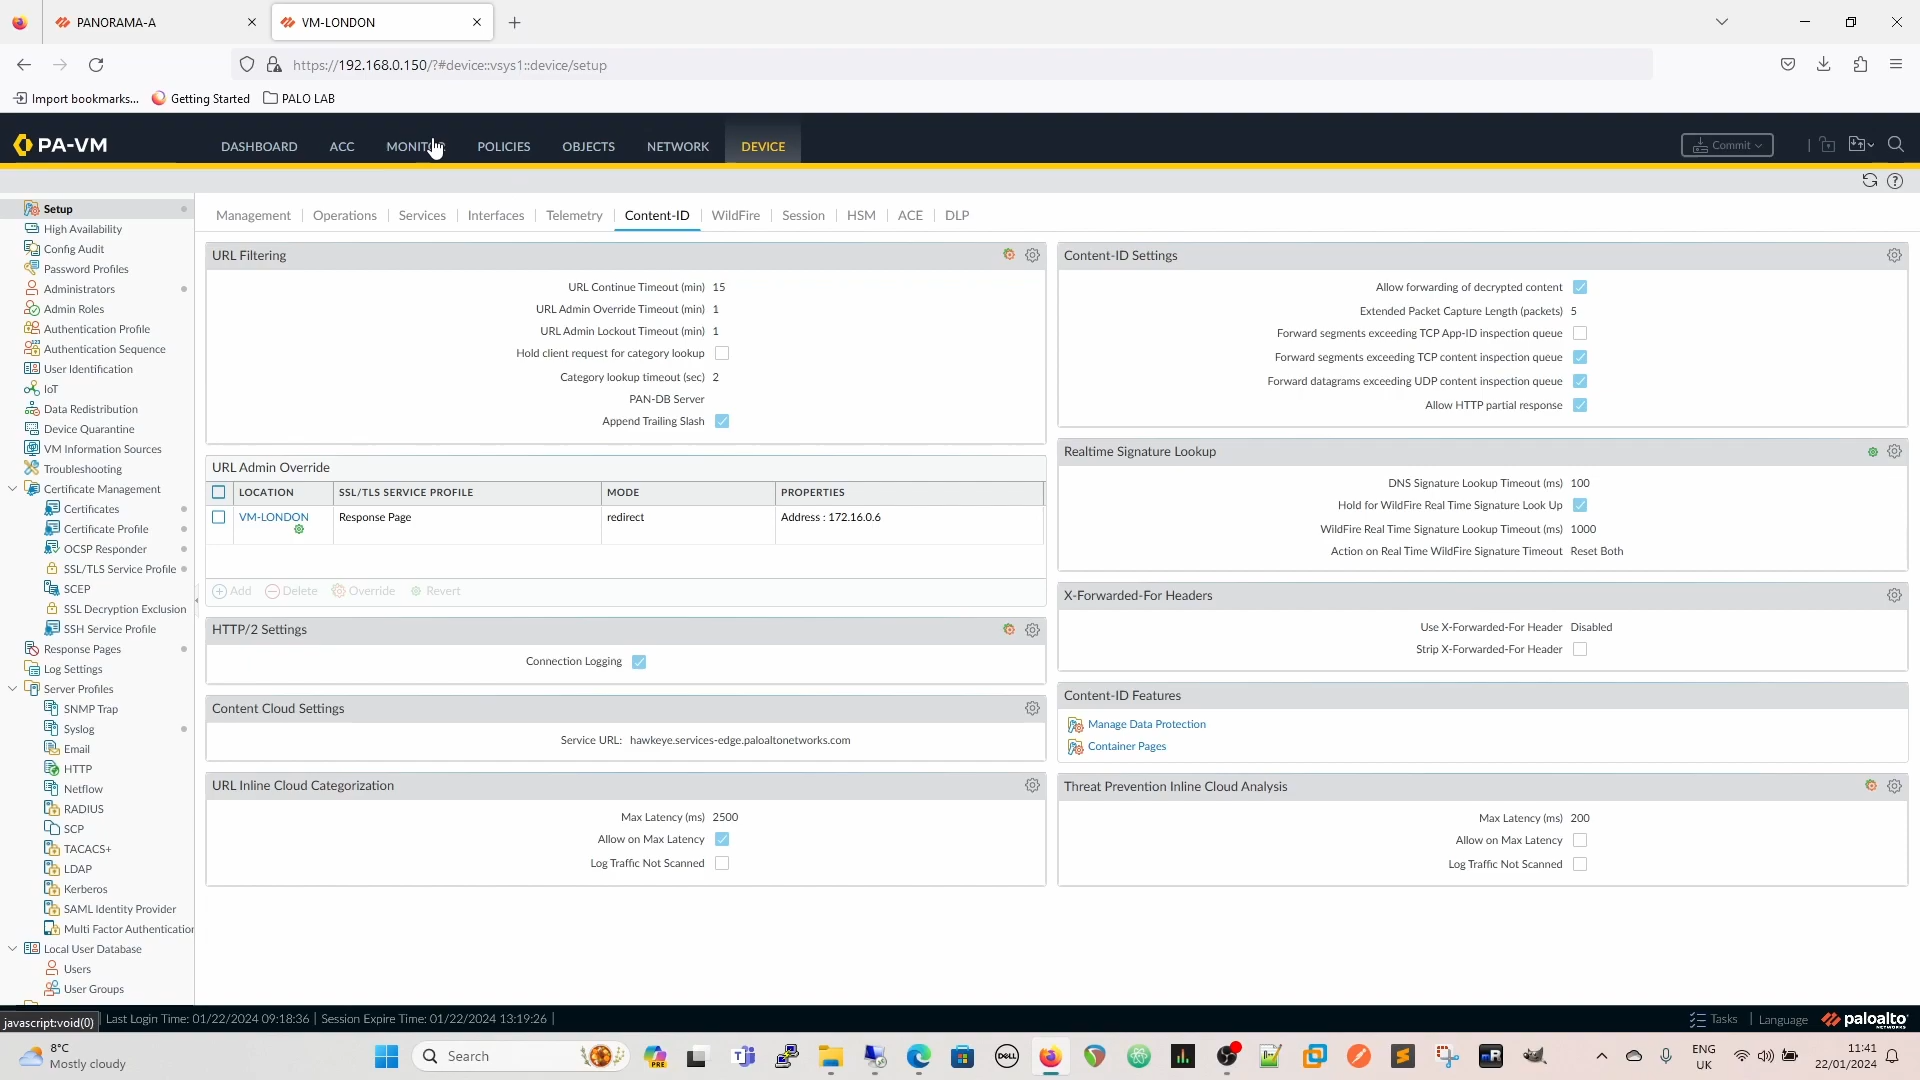 PANORAMA-A
VM-LONDON
https://192.168.0.150/?#device::vsys1::device/setup
Import bookmarks...
Getting Started
PALO LAB
PA-VM
DASHBOARD
ACC
MONITOR
POLICIES
OBJECTS
NETWORK
DEVICE
Commit
Setup
High Availability
Config Audit
Password Profiles
Administrators
Admin Roles
Authentication Profile
Authentication Sequence
User Identification
IoT
Data Redistribution
Device Quarantine
VM Information Sources
Troubleshooting
Certificate Management
Certificates
Certificate Profile
OCSP Responder
SSL/TLS Service Profile
SCEP
SSL Decryption Exclusion
SSH Service Profile
Response Pages
Log Settings
Server Profiles
SNMP Trap
Syslog
Email
HTTP
Netflow
RADIUS
SCP
TACACS+
LDAP
Kerberos
SAML Identity Provider
Multi Factor Authentication
Local User Database
Users
User Groups
Management
Operations
Services
Interfaces
Telemetry
Content-ID
WildFire
Session
HSM
ACE
DLP
URL Filtering
URL Continue Timeout (min) 15
URL Admin Override Timeout (min) 1
URL Admin Lockout Timeout (min) 1
Hold client request for category lookup
Category lookup timeout (sec) 2
PAN-DB Server
Append Trailing Slash
URL Admin Override
LOCATION SSL/TLS SERVICE PROFILE MODE PROPERTIES
VM-LONDON Response Page redirect Address : 172.16.0.6
Add Delete Override Revert
HTTP/2 Settings
Connection Logging
Content Cloud Settings
Service URL: hawkeye.services-edge.paloaltonetworks.com
URL Inline Cloud Categorization
Max Latency (ms) 2500
Allow on Max Latency
Log Traffic Not Scanned
Content-ID Settings
Allow forwarding of decrypted content
Extended Packet Capture Length (packets) 5
Forward segments exceeding TCP App-ID inspection queue
Forward segments exceeding TCP content inspection queue
Forward datagrams exceeding UDP content inspection queue
Allow HTTP partial response
Realtime Signature Lookup
DNS Signature Lookup Timeout (ms) 100
Hold for WildFire Real Time Signature Look Up
WildFire Real Time Signature Lookup Timeout (ms) 1000
Action on Real Time WildFire Signature Timeout Reset Both
X-Forwarded-For Headers
Use X-Forwarded-For Header Disabled
Strip X-Forwarded-For Header
Content-ID Features
Manage Data Protection
Container Pages
Threat Prevention Inline Cloud Analysis
Max Latency (ms) 200
Allow on Max Latency
Log Traffic Not Scanned
javascript:void(0)
Last Login Time: 01/22/2024 09:18:36 | Session Expire Time: 01/22/2024 13:19:26 |
Tasks | Language
paloalto
NETWORKS
8°C
Mostly cloudy
Search
PRE
DELL
ENG
UK
11:41
22/01/2024